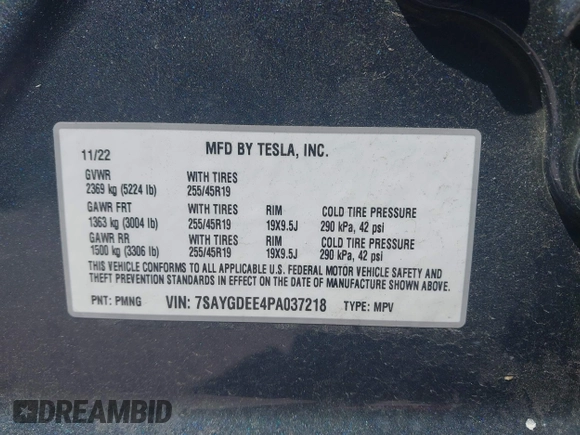 MFD BY TESLA, INC.
11/22
GVWR WITH TIRES
2369 kg (5224 lb) 255/45R19
GAWR FRT WITH TIRES RIM COLD TIRE PRESSURE
1363 kg (3004 lb) 255/45R19 19X9.5J 290 kPa, 42 psi
GAWR RR WITH TIRES RIM COLD TIRE PRESSURE
1500 kg (3306 lb) 255/45R19 19X9.5J 290 kPa, 42 psi
THIS VEHICLE CONFORMS TO ALL APPLICABLE U.S. FEDERAL MOTOR VEHICLE SAFETY AND
THEFT PREVENTION STANDARDS IN EFFECT ON THE DATE OF MANUFACTURE SHOWN ABOVE.
PNT: PMNG VIN: 7SAYGDEE4PA037218 TYPE: MPV
DREAMBID